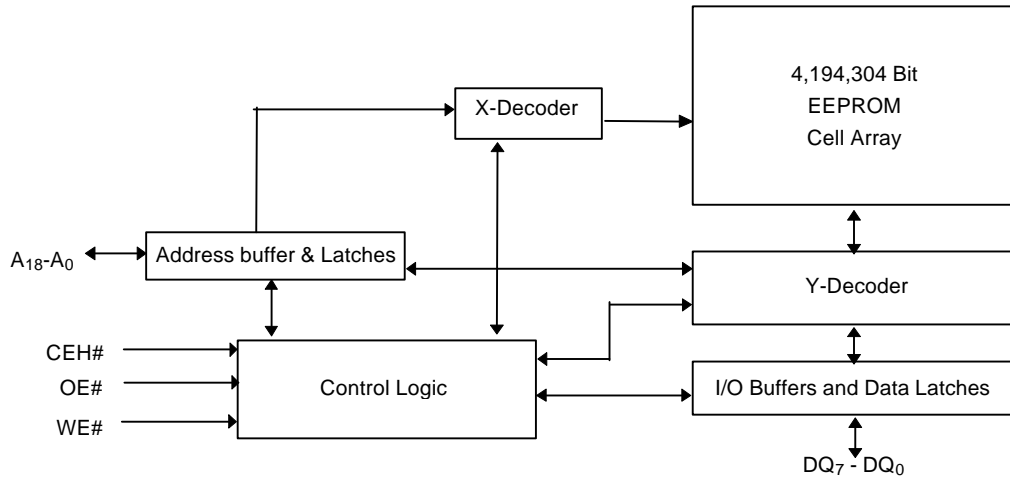 4,194,304 Bit
EEPROM
Cell Array
X-Decoder
A18-A0
Address buffer & Latches
Y-Decoder
CEH#
OE#
WE#
Control Logic
I/O Buffers and Data Latches
DQ7 - DQ0